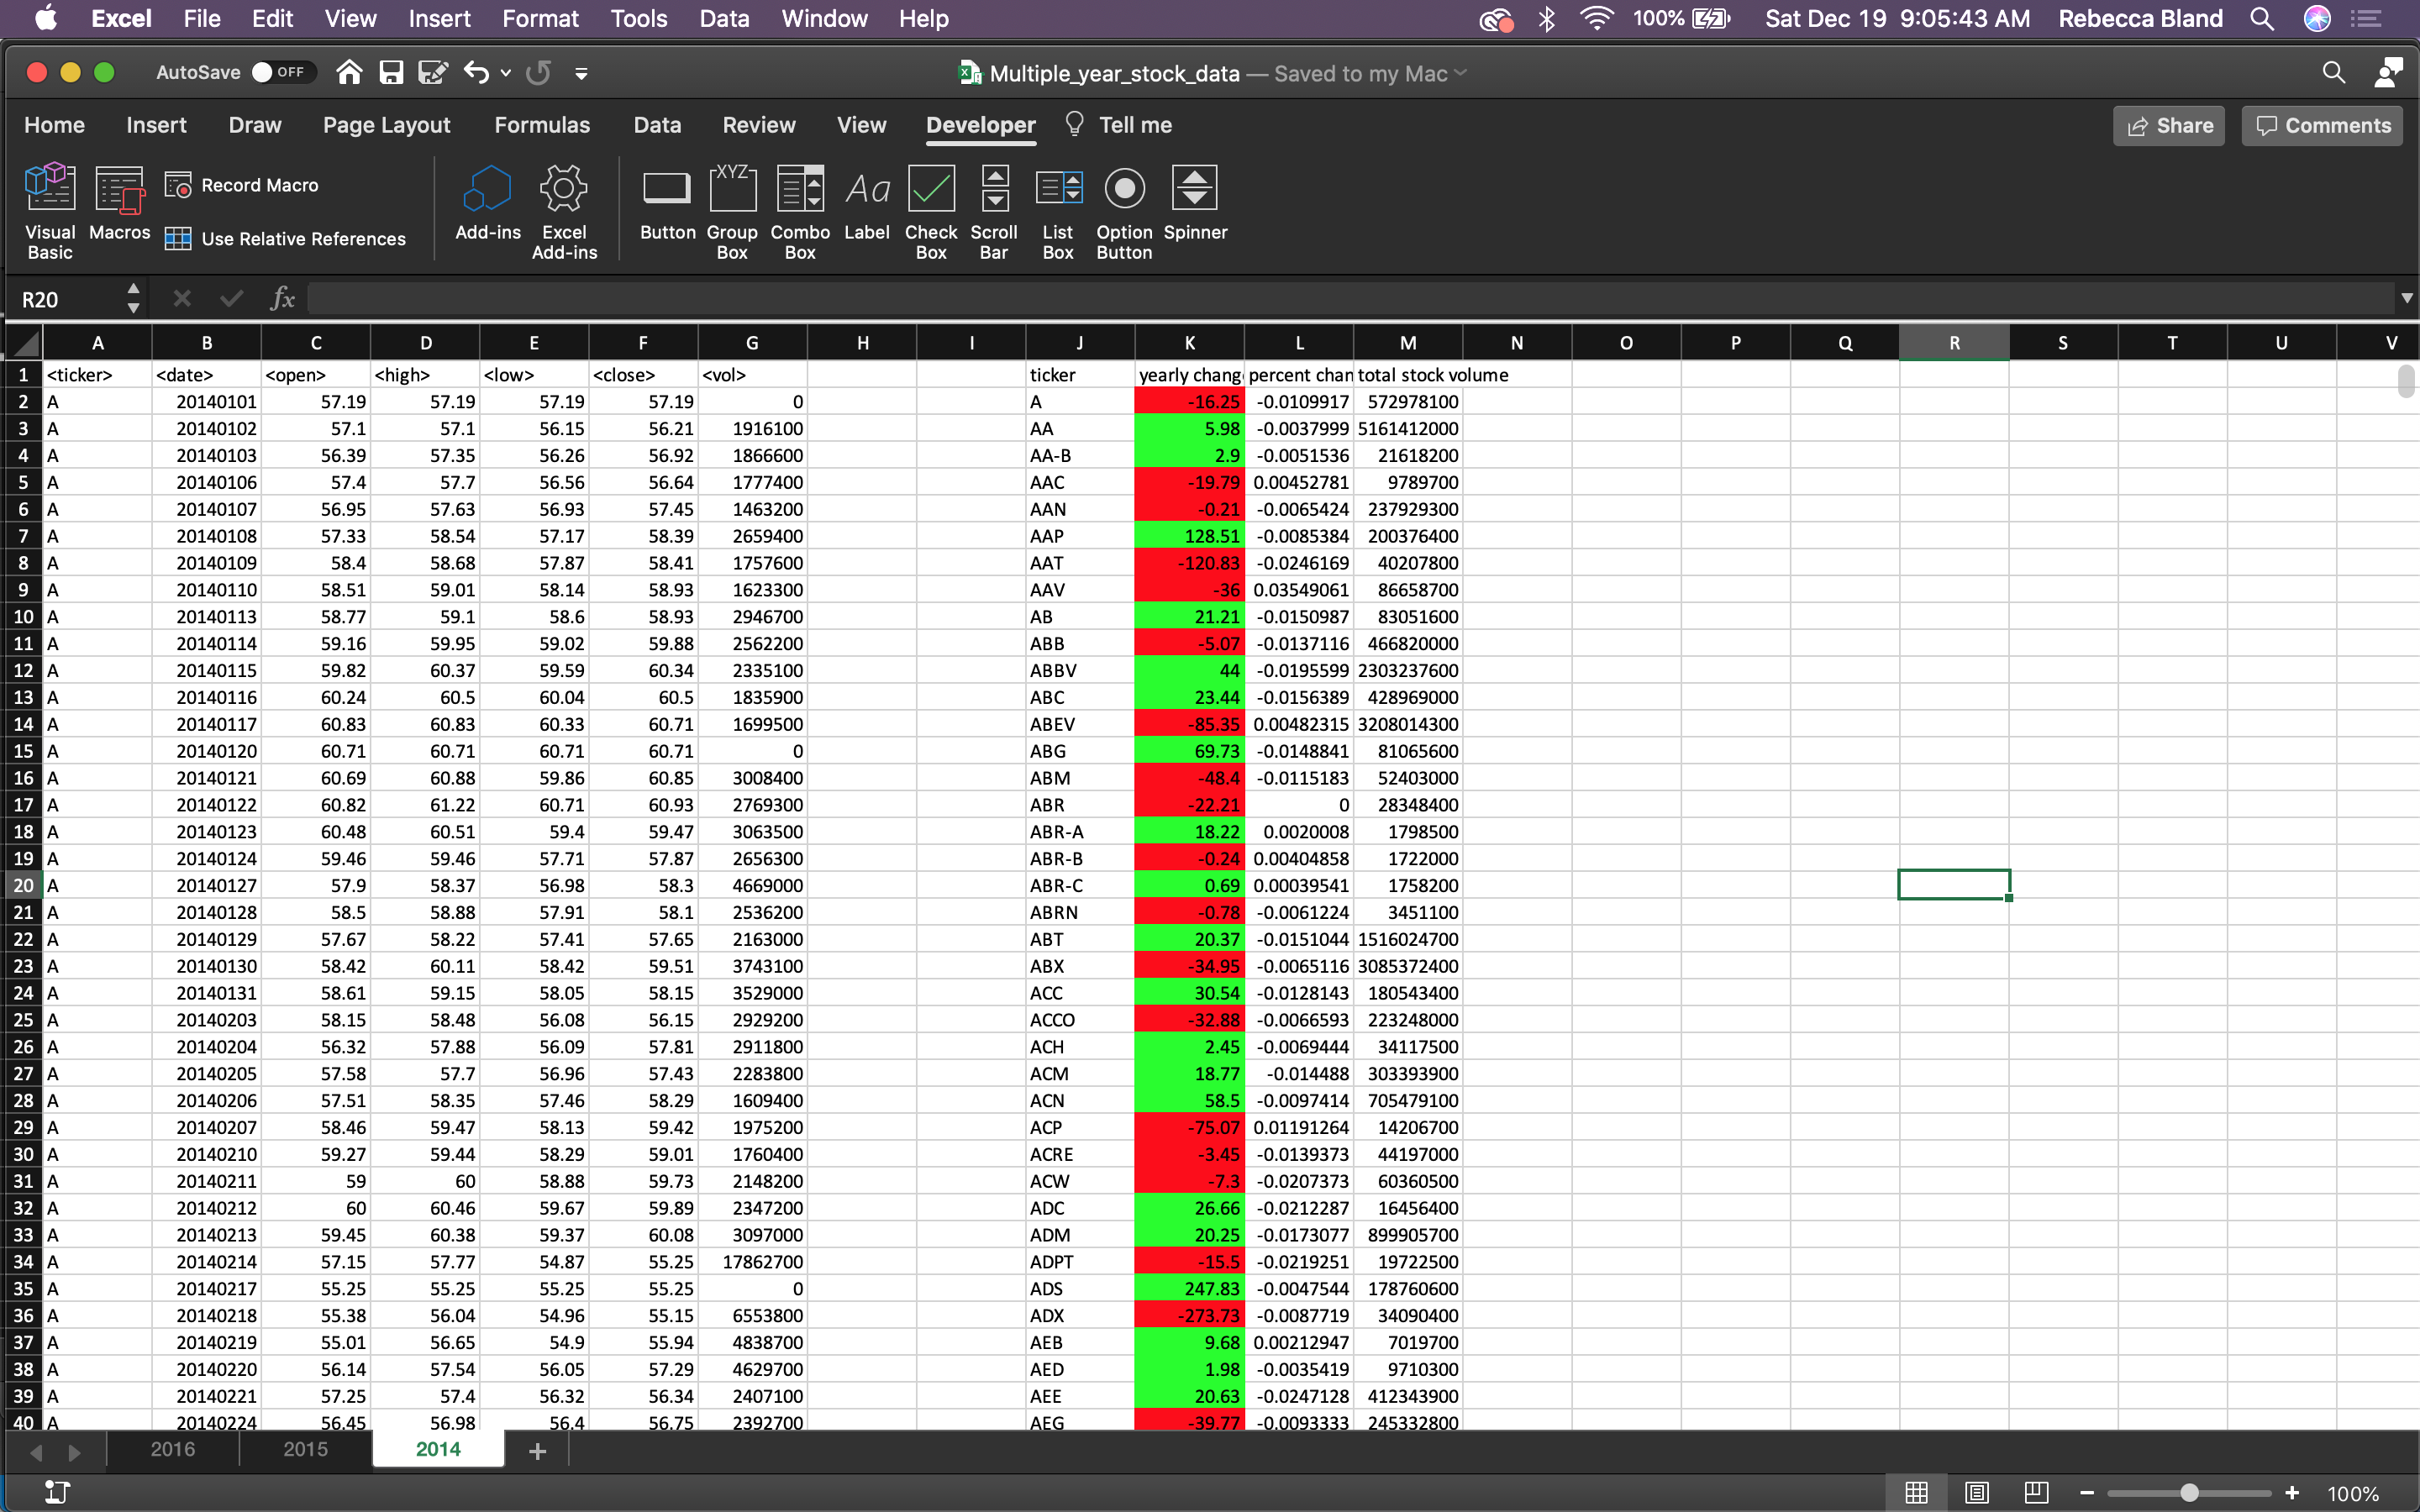 Excel File Edit View Insert Format Tools Data Window Help 100% Sat Dec 19 9:05:43 AM Rebecca Bland
AutoSave OFF Multiple_year_stock_data — Saved to my Mac
Home Insert Draw Page Layout Formulas Data Review View Developer Tell me Share Comments
Visual Basic Macros Record Macro Use Relative References Add-ins Excel Add-ins Button Group Box Combo Box Label Check Box Scroll Bar List Box Option Button Spinner
XYZ Aa
R20 fx
A B C D E F G H I J K L M N O P Q R S T U V
1 <ticker> <date> <open> <high> <low> <close> <vol> ticker yearly chang percent chan total stock volume
2 A 20140101 57.19 57.19 57.19 57.19 0 A -16.25 -0.0109917 572978100
3 A 20140102 57.1 57.1 56.15 56.21 1916100 AA 5.98 -0.0037999 5161412000
4 A 20140103 56.39 57.35 56.26 56.92 1866600 AA-B 2.9 -0.0051536 21618200
5 A 20140106 57.4 57.7 56.56 56.64 1777400 AAC -19.79 0.00452781 9789700
6 A 20140107 56.95 57.63 56.93 57.45 1463200 AAN -0.21 -0.0065424 237929300
7 A 20140108 57.33 58.54 57.17 58.39 2659400 AAP 128.51 -0.0085384 200376400
8 A 20140109 58.4 58.68 57.87 58.41 1757600 AAT -120.83 -0.0246169 40207800
9 A 20140110 58.51 59.01 58.14 58.93 1623300 AAV -36 0.03549061 86658700
10 A 20140113 58.77 59.1 58.6 58.93 2946700 AB 21.21 -0.0150987 83051600
11 A 20140114 59.16 59.95 59.02 59.88 2562200 ABB -5.07 -0.0137116 466820000
12 A 20140115 59.82 60.37 59.59 60.34 2335100 ABBV 44 -0.0195599 2303237600
13 A 20140116 60.24 60.5 60.04 60.5 1835900 ABC 23.44 -0.0156389 428969000
14 A 20140117 60.83 60.83 60.33 60.71 1699500 ABEV -85.35 0.00482315 3208014300
15 A 20140120 60.71 60.71 60.71 60.71 0 ABG 69.73 -0.0148841 81065600
16 A 20140121 60.69 60.88 59.86 60.85 3008400 ABM -48.4 -0.0115183 52403000
17 A 20140122 60.82 61.22 60.71 60.93 2769300 ABR -22.21 0 28348400
18 A 20140123 60.48 60.51 59.4 59.47 3063500 ABR-A 18.22 0.0020008 1798500
19 A 20140124 59.46 59.46 57.71 57.87 2656300 ABR-B -0.24 0.00404858 1722000
20 A 20140127 57.9 58.37 56.98 58.3 4669000 ABR-C 0.69 0.00039541 1758200
21 A 20140128 58.5 58.88 57.91 58.1 2536200 ABRN -0.78 -0.0061224 3451100
22 A 20140129 57.67 58.22 57.41 57.65 2163000 ABT 20.37 -0.0151044 1516024700
23 A 20140130 58.42 60.11 58.42 59.51 3743100 ABX -34.95 -0.0065116 3085372400
24 A 20140131 58.61 59.15 58.05 58.15 3529000 ACC 30.54 -0.0128143 180543400
25 A 20140203 58.15 58.48 56.08 56.15 2929200 ACCO -32.88 -0.0066593 223248000
26 A 20140204 56.32 57.88 56.09 57.81 2911800 ACH 2.45 -0.0069444 34117500
27 A 20140205 57.58 57.7 56.96 57.43 2283800 ACM 18.77 -0.014488 303393900
28 A 20140206 57.51 58.35 57.46 58.29 1609400 ACN 58.5 -0.0097414 705479100
29 A 20140207 58.46 59.47 58.13 59.42 1975200 ACP -75.07 0.01191264 14206700
30 A 20140210 59.27 59.44 58.29 59.01 1760400 ACRE -3.45 -0.0139373 44197000
31 A 20140211 59 60 58.88 59.73 2148200 ACW -7.3 -0.0207373 60360500
32 A 20140212 60 60.46 59.67 59.89 2347200 ADC 26.66 -0.0212287 16456400
33 A 20140213 59.45 60.38 59.37 60.08 3097000 ADM 20.25 -0.0173077 899905700
34 A 20140214 57.15 57.77 54.87 55.25 17862700 ADPT -15.5 -0.0219251 19722500
35 A 20140217 55.25 55.25 55.25 55.25 0 ADS 247.83 -0.0047544 178760600
36 A 20140218 55.38 56.04 54.96 55.15 6553800 ADX -273.73 -0.0087719 34090400
37 A 20140219 55.01 56.65 54.9 55.94 4838700 AEB 9.68 0.00212947 7019700
38 A 20140220 56.14 57.54 56.05 57.29 4629700 AED 1.98 -0.0035419 9710300
39 A 20140221 57.25 57.4 56.32 56.34 2407100 AEE 20.63 -0.0247128 412343900
40 A 20140224 56.45 56.98 56.4 56.75 2392700 AEG -39.77 -0.0093333 245332800
2016 2015 2014 +
100%